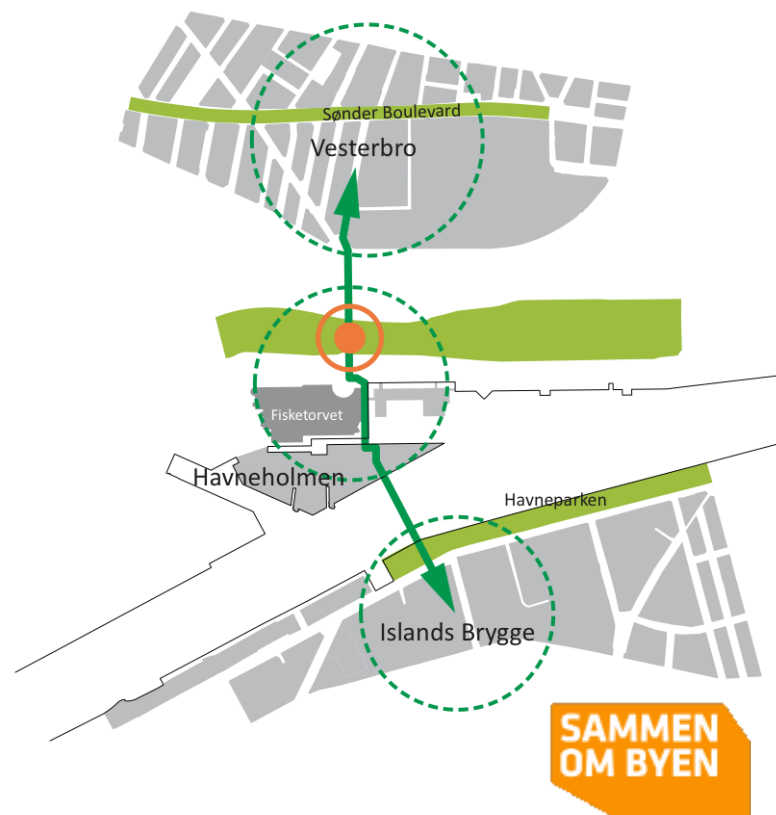 Sønder Boulevard
Vesterbro
Fisketorvet
Havneholmen
Havneparken
Islands Brygge
SAMMEN
OM BYEN